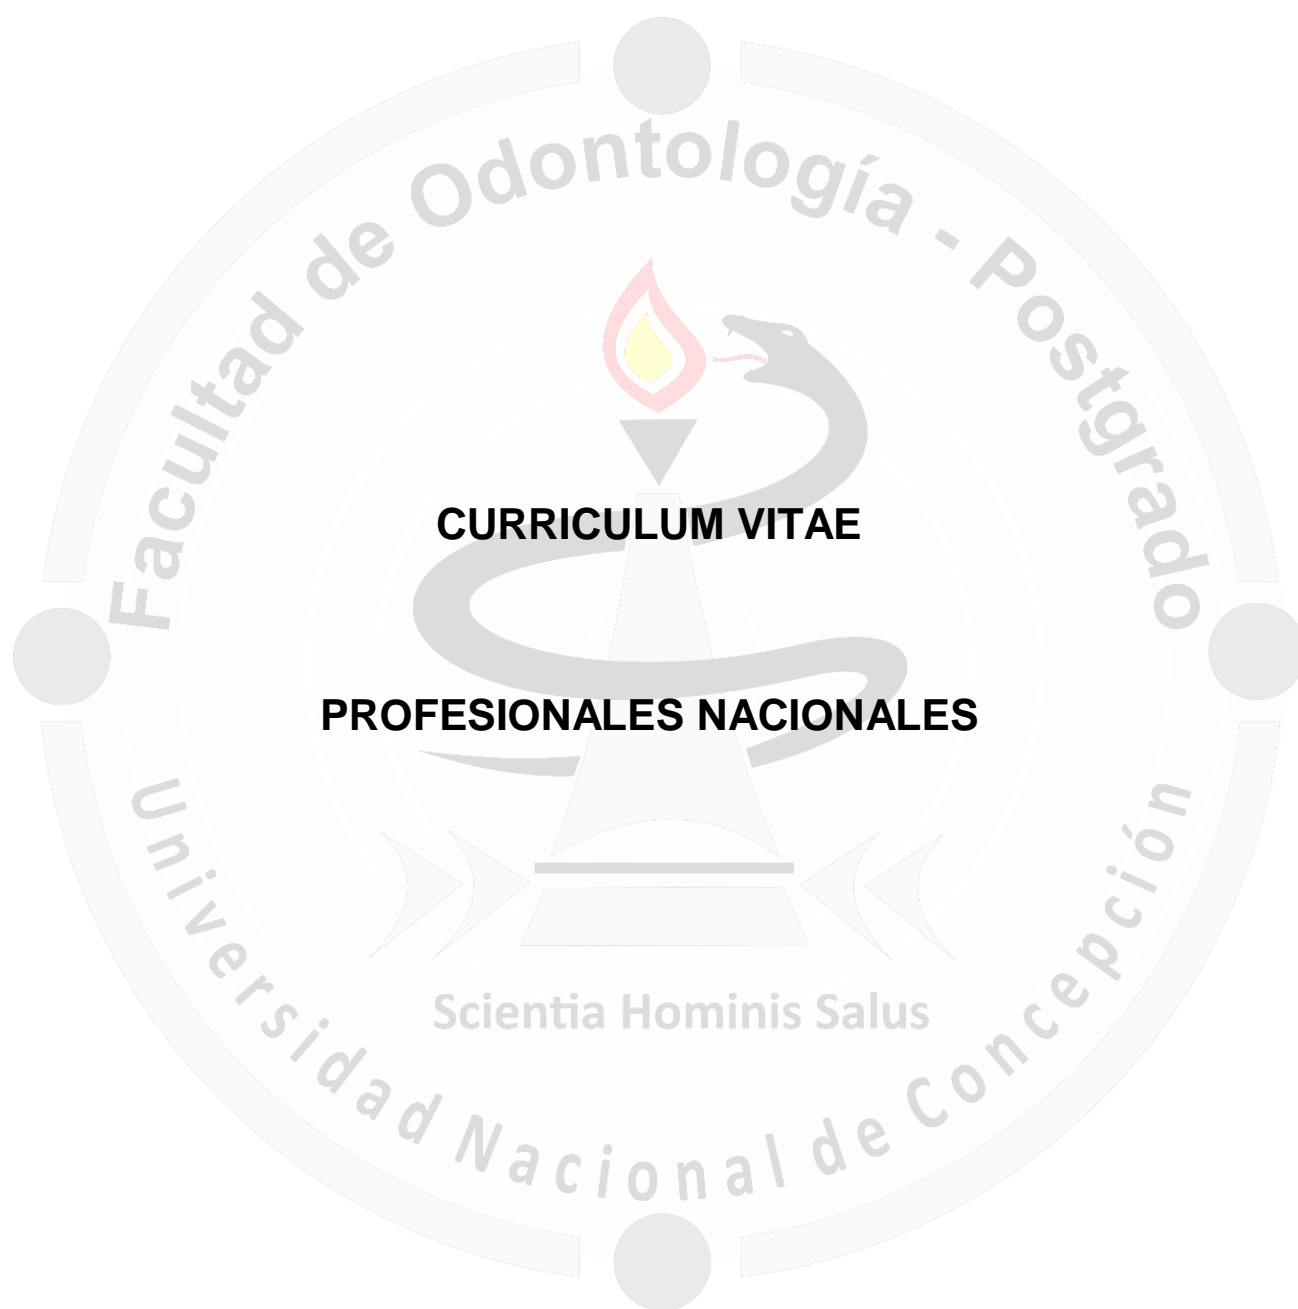 Facultad de Odontología - Postgrado
CURRICULUM VITAE
PROFESIONALES NACIONALES
Scientia Hominis Salus
Universidad Nacional de Concepción